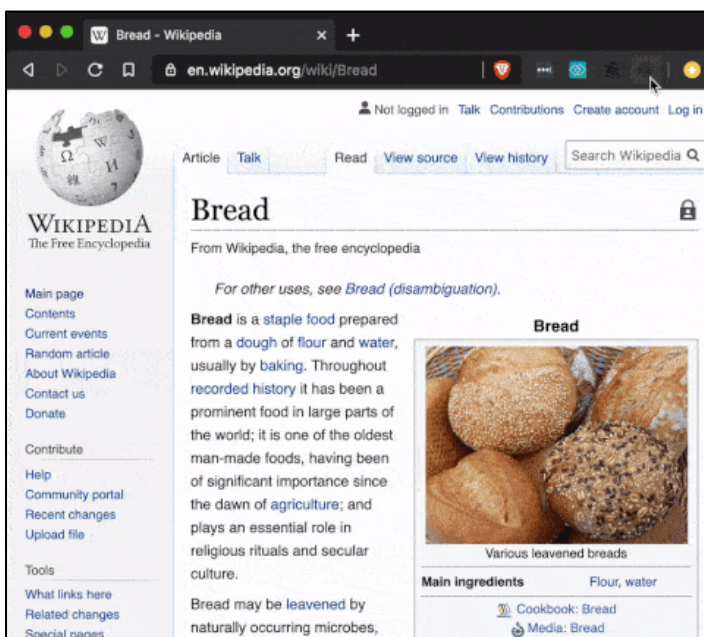 Bread - Wikipedia
en.wikipedia.org/wiki/Bread
Not logged in Talk Contributions Create account Log in
Article Talk Read View source View history Search Wikipedia
WIKIPEDIA
The Free Encyclopedia
Bread
From Wikipedia, the free encyclopedia
For other uses, see Bread (disambiguation).
Main page
Contents
Current events
Random article
About Wikipedia
Contact us
Donate
Contribute
Help
Community portal
Recent changes
Upload file
Tools
What links here
Related changes
Special pages
Bread is a staple food prepared
from a dough of flour and water,
usually by baking. Throughout
recorded history it has been a
prominent food in large parts of
the world; it is one of the oldest
man-made foods, having been
of significant importance since
the dawn of agriculture; and
plays an essential role in
religious rituals and secular
culture.
Bread may be leavened by
naturally occurring microbes,
Bread
Various leavened breads
Main ingredients Flour, water
Cookbook: Bread
Media: Bread